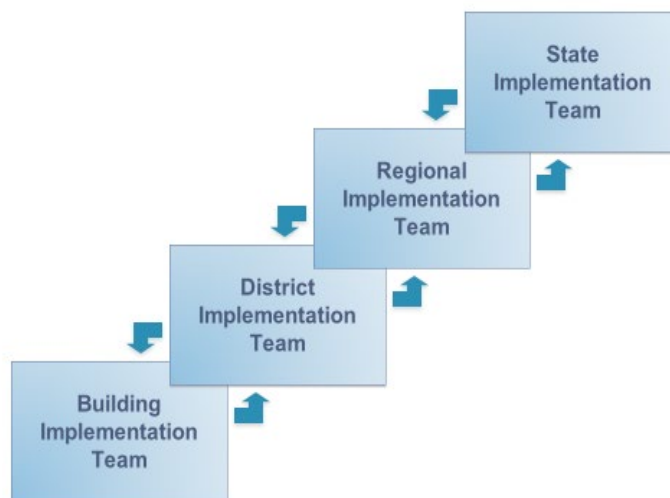 State
Implementation
Team
Regional
Implementation
Team
District
Implementation
Team
Building
Implementation
Team